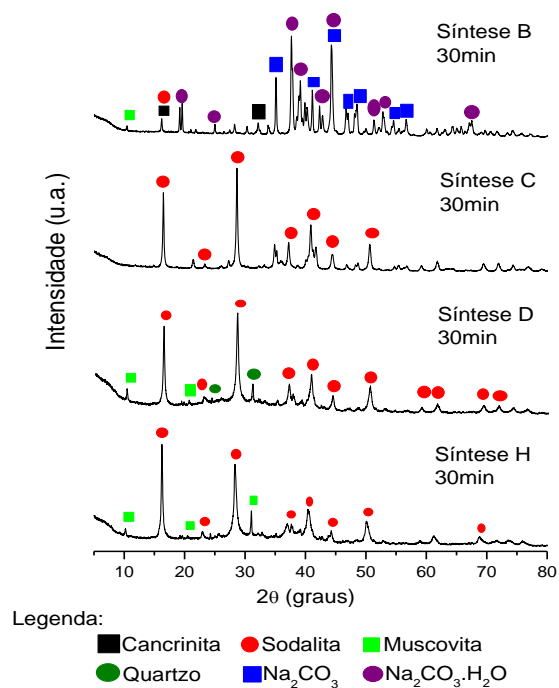 Síntese B
30min
Síntese C
30min
Síntese D
30min
Síntese H
30min
Intensidade (u.a.)
5 10 20 30 40 50 60 70 80
2θ (graus)
Legenda:
Cancrinita Sodalita Muscovita
Quartzo Na₂CO₃ Na₂CO₃.H₂O